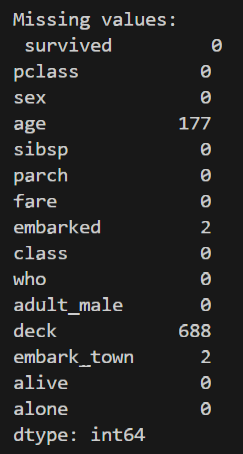 Missing values:
 survived         0
pclass           0
sex              0
age            177
sibsp            0
parch            0
fare             0
embarked         2
class            0
who              0
adult_male       0
deck           688
embark_town      2
alive            0
alone            0
dtype: int64